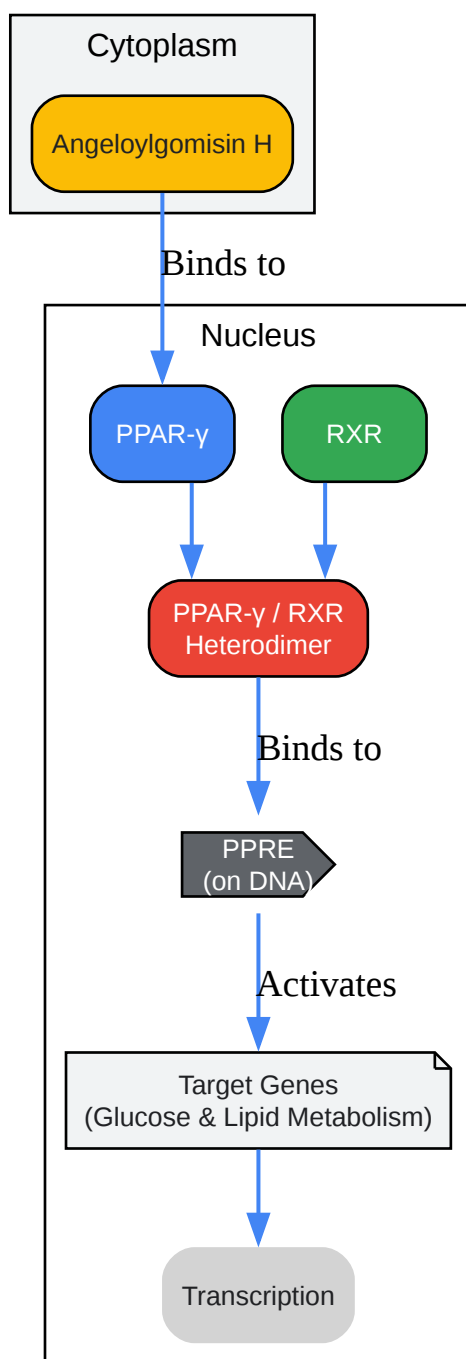 Cytoplasm
Angeloylgomisin H
Binds to
Nucleus
PPAR-γ
RXR
PPAR-γ / RXR
Heterodimer
Binds to
PPRE
(on DNA)
Activates
Target Genes
(Glucose & Lipid Metabolism)
Transcription